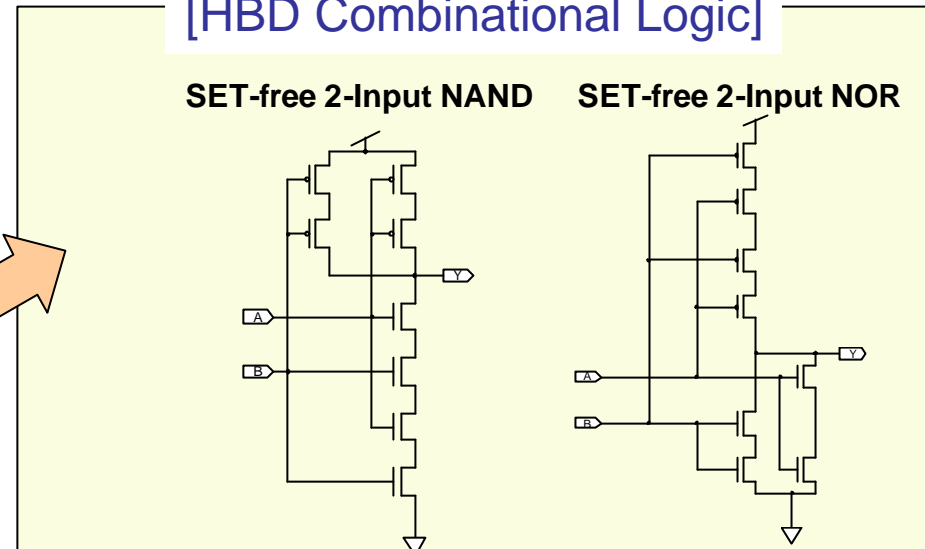 [HBD Combinational Logic]
SET-free 2-Input NAND
SET-free 2-Input NOR
Y
A
B
Y
A
B